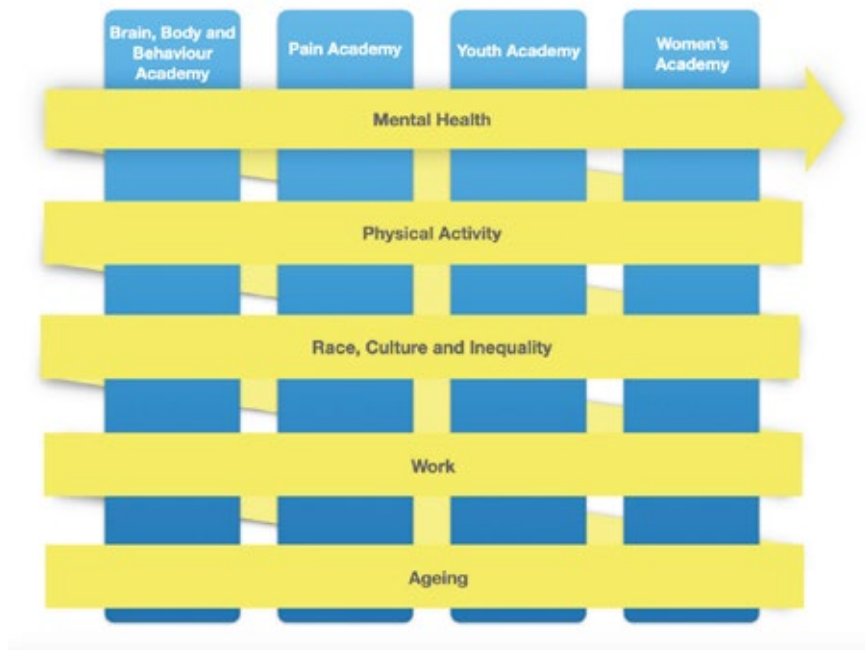 Brain, Body and
Behaviour
Academy
Pain Academy
Youth Academy
Women's
Academy
Mental Health
Physical Activity
Race, Culture and Inequality
Work
Ageing